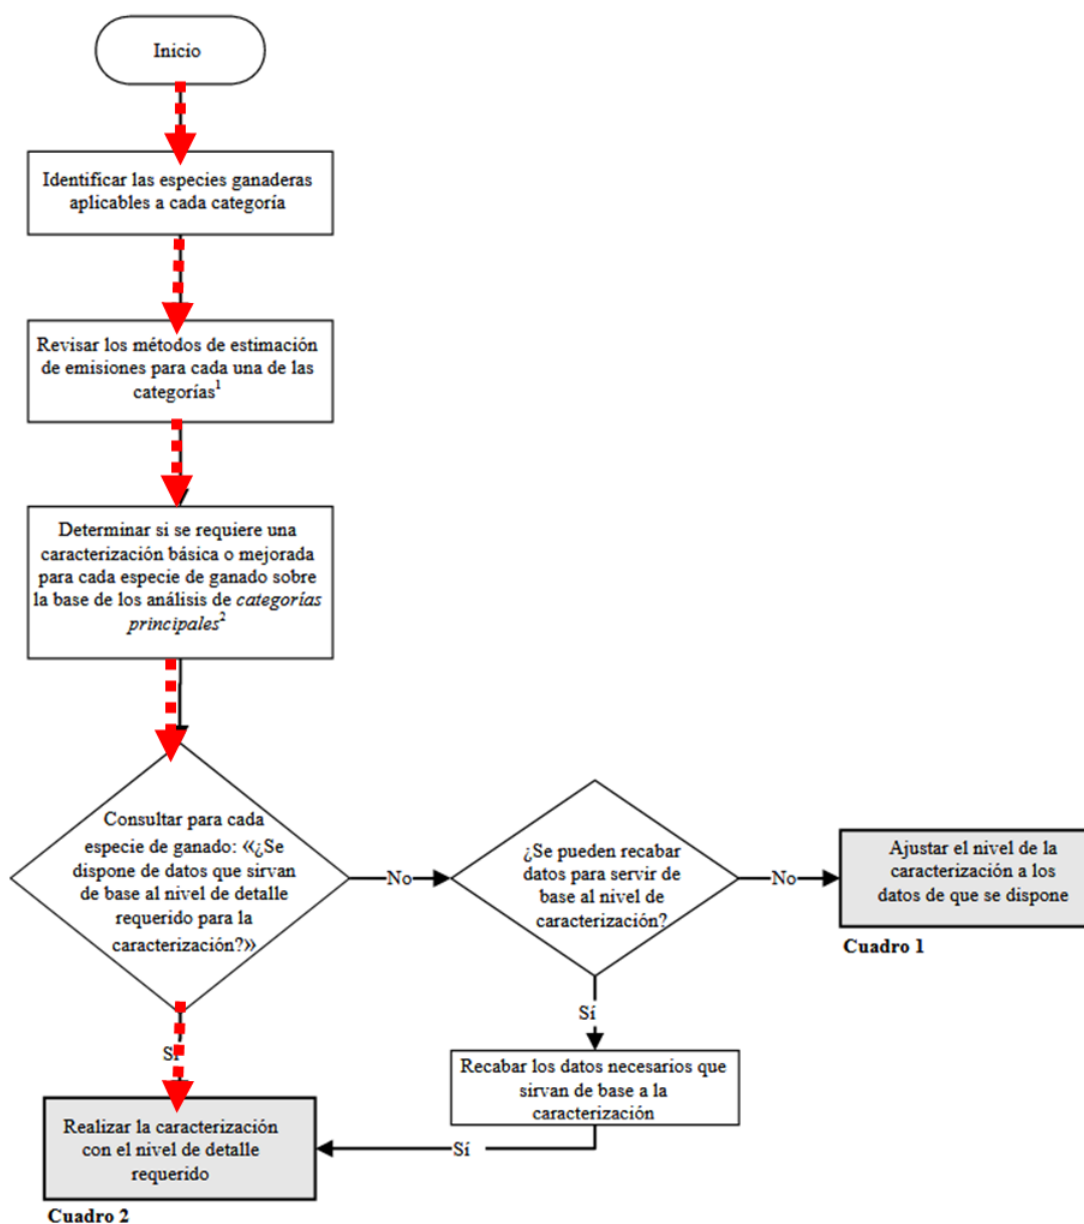 Inicio
Identificar las especies ganaderas
aplicables a cada categoría
Revisar los métodos de estimación
de emisiones para cada una de las
categorías1
Determinar si se requiere una
caracterización básica o mejorada
para cada especie de ganado sobre
la base de los análisis de categorías
principales2
Consultar para cada
especie de ganado: «¿Se
dispone de datos que sirvan
de base al nivel de detalle
requerido para la
caracterización?»
No
¿Se pueden recabar
datos para servir de
base al nivel de
caracterización?
No
Ajustar el nivel de la
caracterización a los
datos de que se dispone
Cuadro 1
Sí
Sí
Recabar los datos necesarios que
sirvan de base a la
caracterización
Sí
Realizar la caracterización
con el nivel de detalle
requerido
Cuadro 2